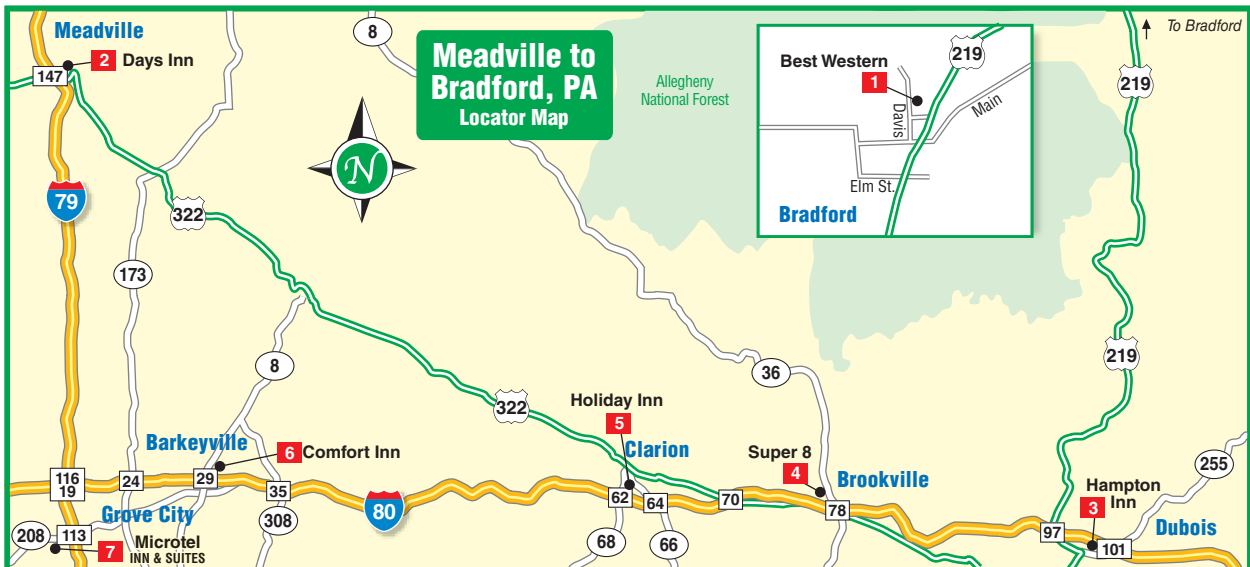 Meadville to
Bradford, PA
Locator Map
Meadville
2 Days Inn
147
8
Allegheny
National Forest
Best Western
1
219
Davis
Main
Elm St.
Bradford
To Bradford
219
N
79
322
173
219
8
36
322
Holiday Inn
5
Clarion
Barkeyville
6 Comfort Inn
Super 8
4
Brookville
255
Hampton
Inn
3
Dubois
116
19
24
29
35
80
62
64
70
78
97
101
Grove City
308
68
66
208
113
7 Microtel
INN & SUITES